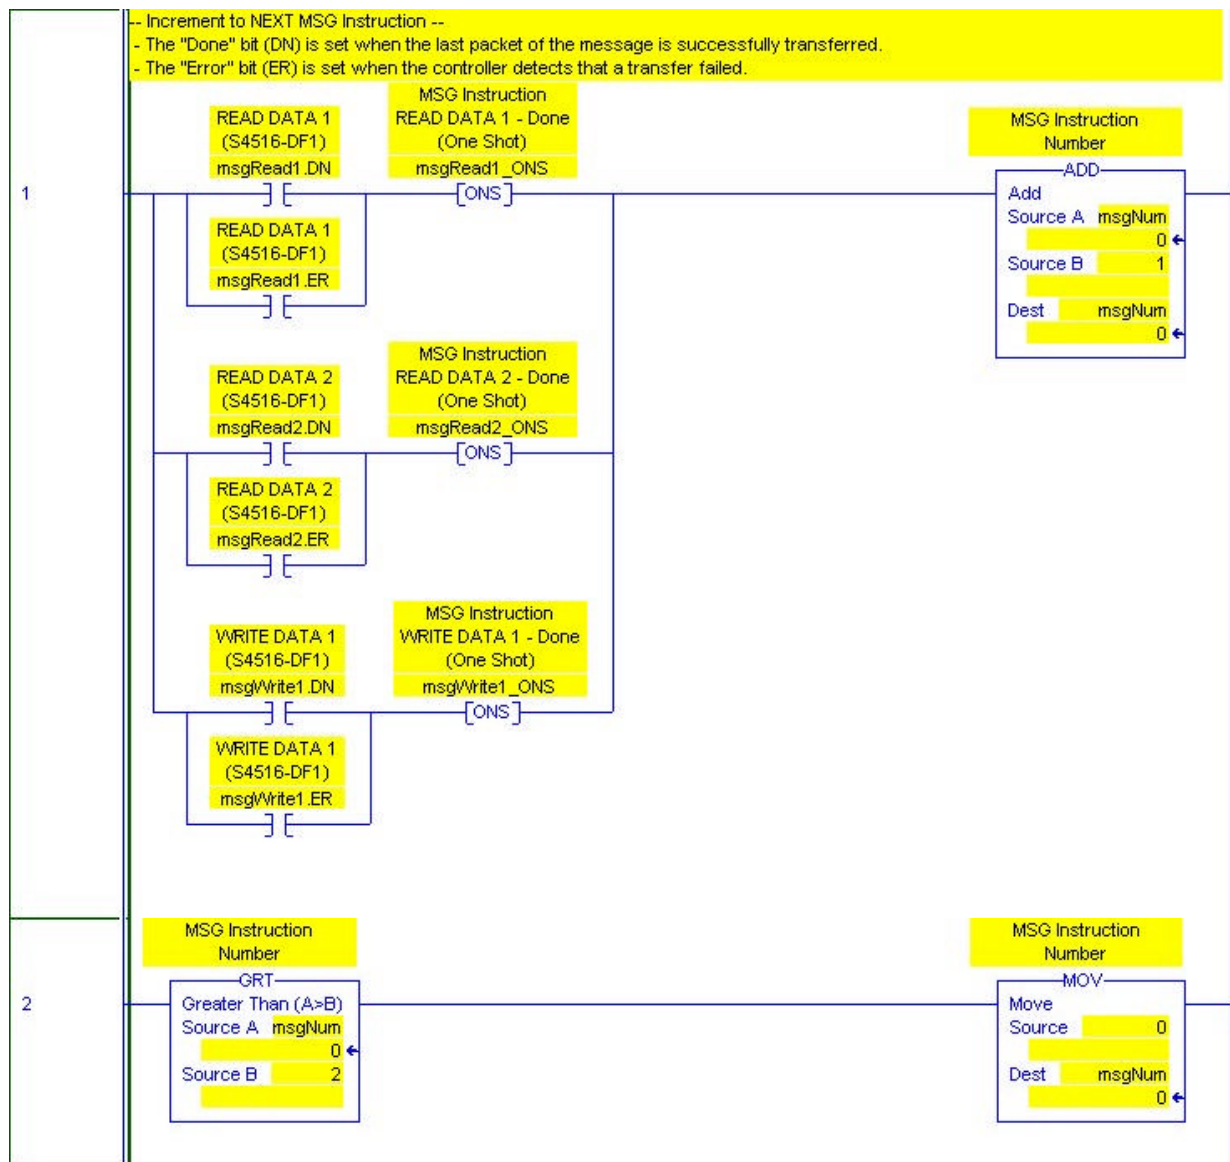 -- Increment to NEXT MSG Instruction --
- The "Done" bit (DN) is set when the last packet of the message is successfully transferred.
- The "Error" bit (ER) is set when the controller detects that a transfer failed.
1
READ DATA 1
(S4516-DF1)
msgRead1.DN
MSG Instruction
READ DATA 1 - Done
(One Shot)
msgRead1_ONS
ONS
READ DATA 1
(S4516-DF1)
msgRead1.ER
MSG Instruction
Number
ADD
Add
Source A msgNum
0
Source B 1
Dest msgNum
0
READ DATA 2
(S4516-DF1)
msgRead2.DN
MSG Instruction
READ DATA 2 - Done
(One Shot)
msgRead2_ONS
ONS
READ DATA 2
(S4516-DF1)
msgRead2.ER
WRITE DATA 1
(S4516-DF1)
msgWrite1.DN
MSG Instruction
WRITE DATA 1 - Done
(One Shot)
msgWrite1_ONS
ONS
WRITE DATA 1
(S4516-DF1)
msgWrite1.ER
2
MSG Instruction
Number
GRT
Greater Than (A>B)
Source A msgNum
0
Source B 2
MSG Instruction
Number
MOV
Move
Source 0
Dest msgNum
0